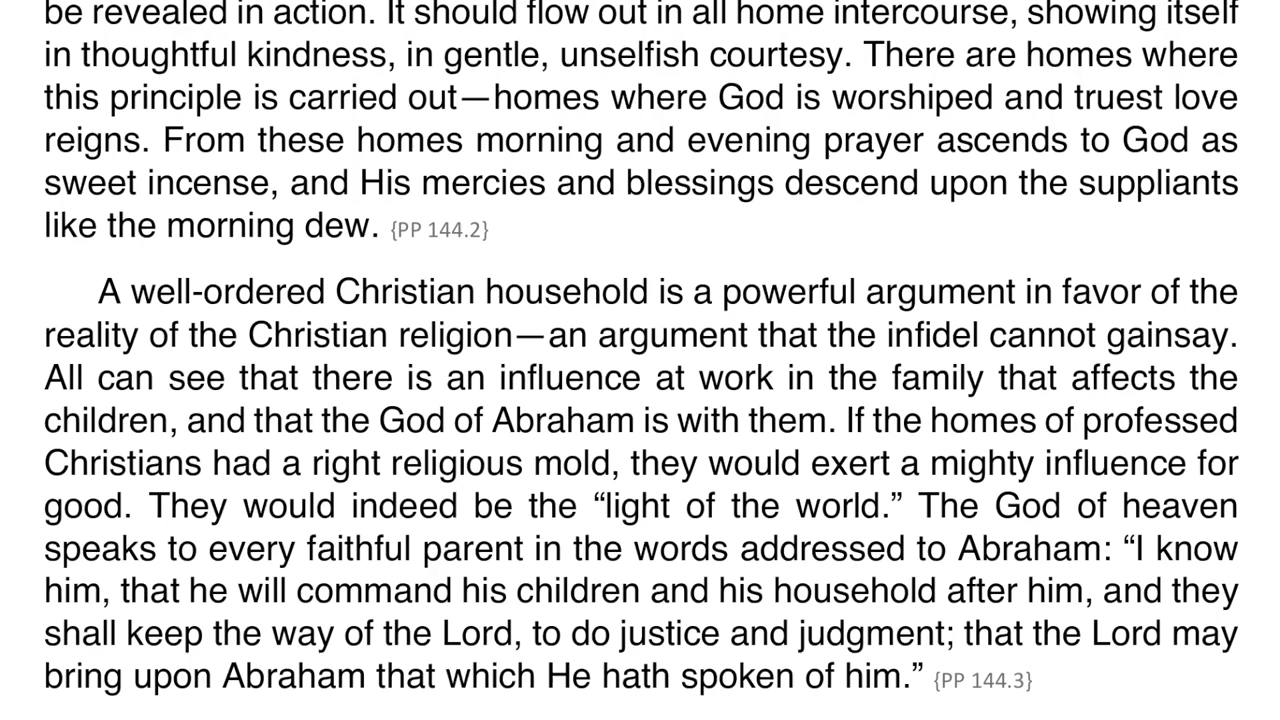 be revealed in action. It should flow out in all home intercourse, showing itself
in thoughtful kindness, in gentle, unselfish courtesy. There are homes where
this principle is carried out—homes where God is worshiped and truest love
reigns. From these homes morning and evening prayer ascends to God as
sweet incense, and His mercies and blessings descend upon the suppliants
like the morning dew. {PP 144.2}
A well-ordered Christian household is a powerful argument in favor of the
reality of the Christian religion—an argument that the infidel cannot gainsay.
All can see that there is an influence at work in the family that affects the
children, and that the God of Abraham is with them. If the homes of professed
Christians had a right religious mold, they would exert a mighty influence for
good. They would indeed be the “light of the world.” The God of heaven
speaks to every faithful parent in the words addressed to Abraham: “I know
him, that he will command his children and his household after him, and they
shall keep the way of the Lord, to do justice and judgment; that the Lord may
bring upon Abraham that which He hath spoken of him.” {PP 144.3}